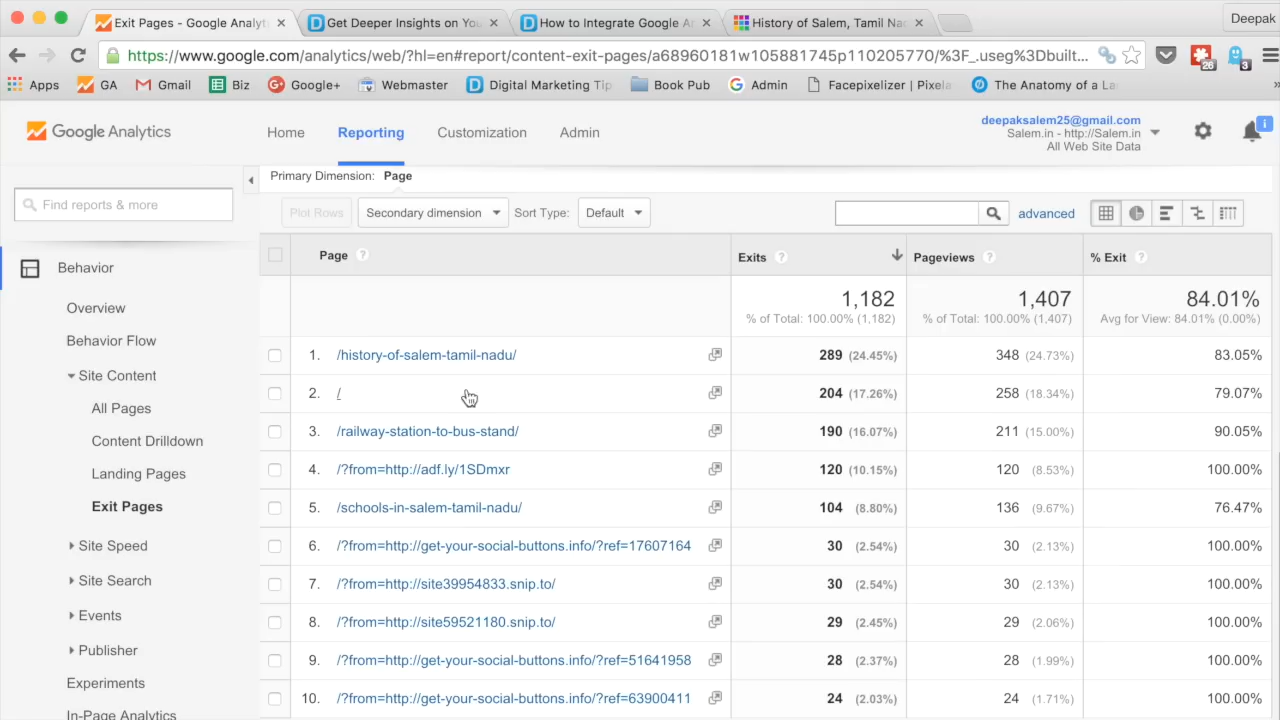 Exit Pages - Google Analyti
Get Deeper Insights on You
How to Integrate Google A
History of Salem, Tamil Na
Deepak
https://www.google.com/analytics/web/?hl=en#report/content-exit-pages/a68960181w105881745p110205770/%3F_.useg%3Dbuilt...
26
3
Apps
GA
Gmail
Biz
Google+
Webmaster
Digital Marketing Tip
Book Pub
Admin
Facepixelizer | Pixela
The Anatomy of a La
»
Google Analytics
Home
Reporting
Customization
Admin
deepaksalem25@gmail.com
Salem.in - http://Salem.in
All Web Site Data
i
Primary Dimension: Page
Find reports & more
Plot Rows
Secondary dimension
Sort Type:
Default
advanced
Behavior
Overview
Behavior Flow
Site Content
All Pages
Content Drilldown
Landing Pages
Exit Pages
Site Speed
Site Search
Events
Publisher
Experiments
In-Page Analytics
Page ? Exits ? Pageviews ? % Exit ?
1,182 1,407 84.01%
% of Total: 100.00% (1,182) % of Total: 100.00% (1,407) Avg for View: 84.01% (0.00%)
1. /history-of-salem-tamil-nadu/ 289 (24.45%) 348 (24.73%) 83.05%
2. / 204 (17.26%) 258 (18.34%) 79.07%
3. /railway-station-to-bus-stand/ 190 (16.07%) 211 (15.00%) 90.05%
4. /?from=http://adf.ly/1SDmxr 120 (10.15%) 120 (8.53%) 100.00%
5. /schools-in-salem-tamil-nadu/ 104 (8.80%) 136 (9.67%) 76.47%
6. /?from=http://get-your-social-buttons.info/?ref=17607164 30 (2.54%) 30 (2.13%) 100.00%
7. /?from=http://site39954833.snip.to/ 30 (2.54%) 30 (2.13%) 100.00%
8. /?from=http://site59521180.snip.to/ 29 (2.45%) 29 (2.06%) 100.00%
9. /?from=http://get-your-social-buttons.info/?ref=51641958 28 (2.37%) 28 (1.99%) 100.00%
10. /?from=http://get-your-social-buttons.info/?ref=63900411 24 (2.03%) 24 (1.71%) 100.00%